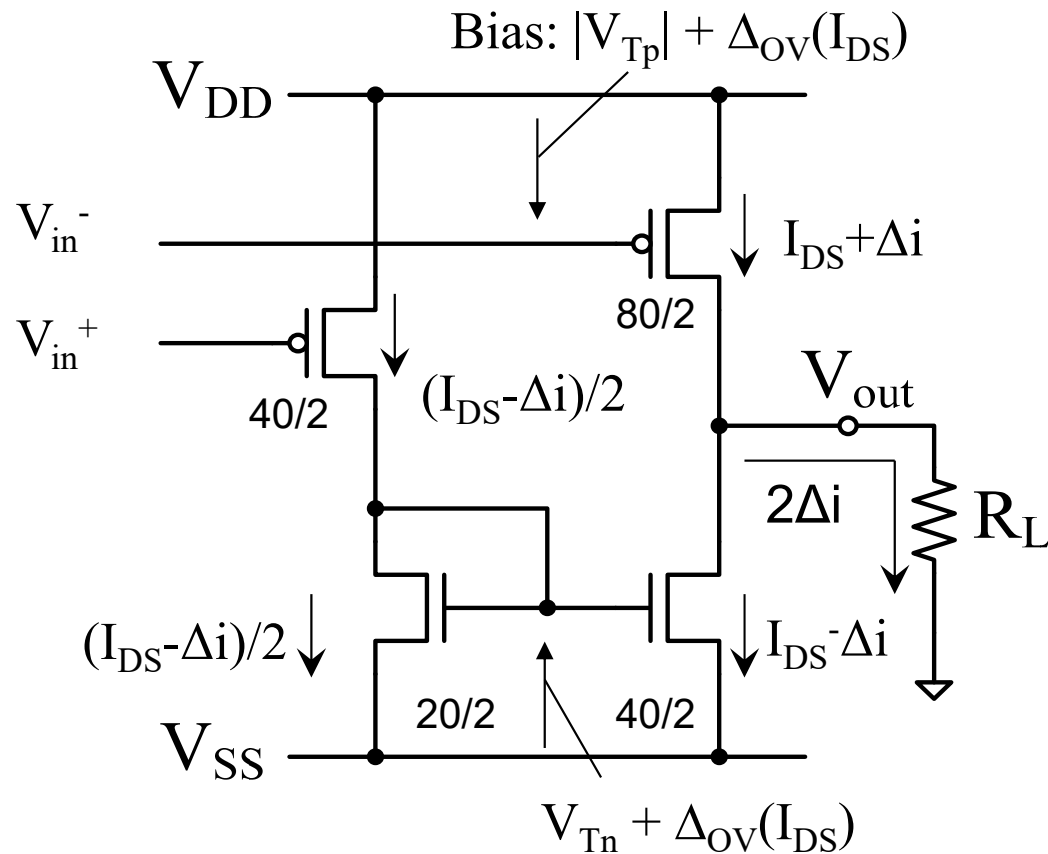 Bias: |V_Tp| + Δ_OV(I_DS)
V_DD
V_in^-
I_DS+Δi
80/2
V_in^+
(I_DS-Δi)/2
40/2
V_out
2Δi
R_L
(I_DS-Δi)/2
I_DS-Δi
20/2
40/2
V_SS
V_Tn + Δ_OV(I_DS)